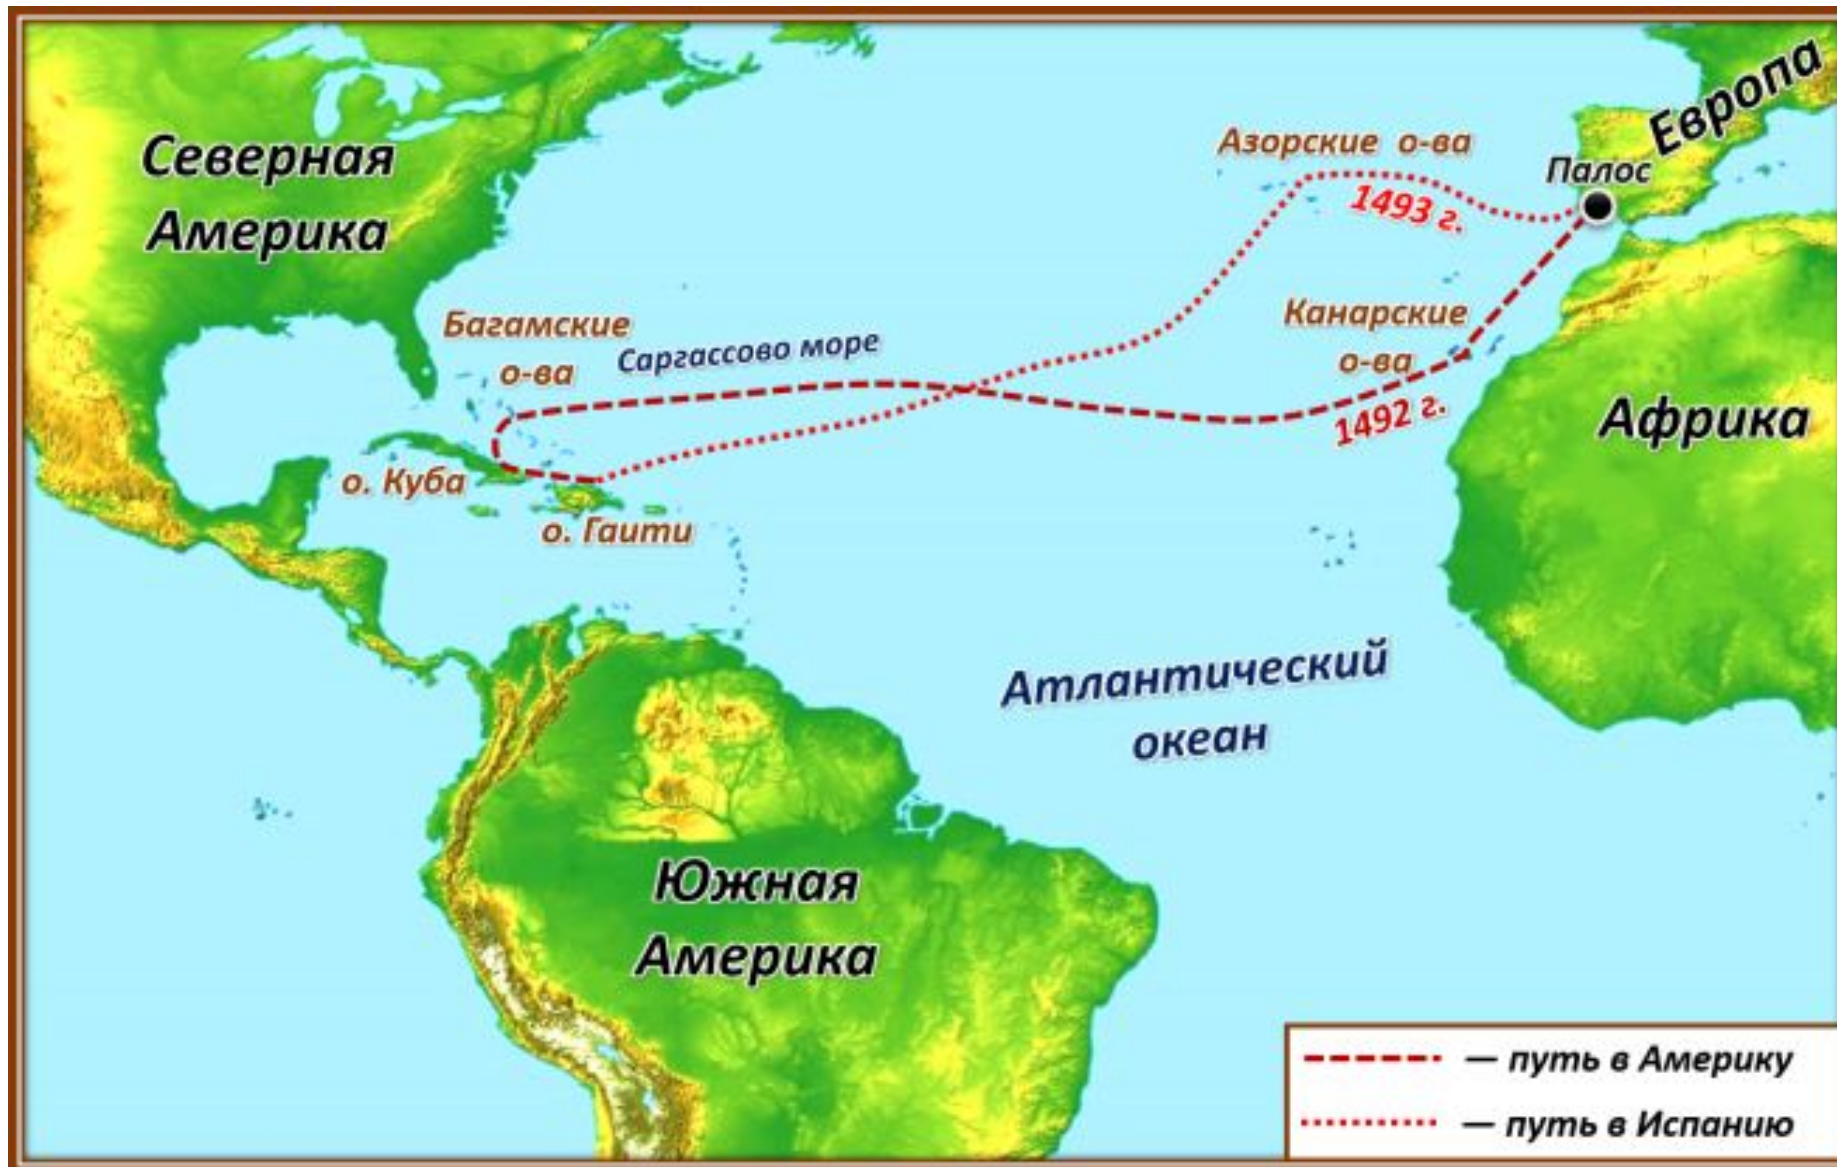 Европа
Северная
Америка
Азорские о-ва
Палос
1493 г.
Багамские
о-ва
Саргассово море
Канарские
о-ва
1492 г.
Африка
о. Куба
о. Гаити
Атлантический
океан
Южная
Америка
— путь в Америку
— путь в Испанию